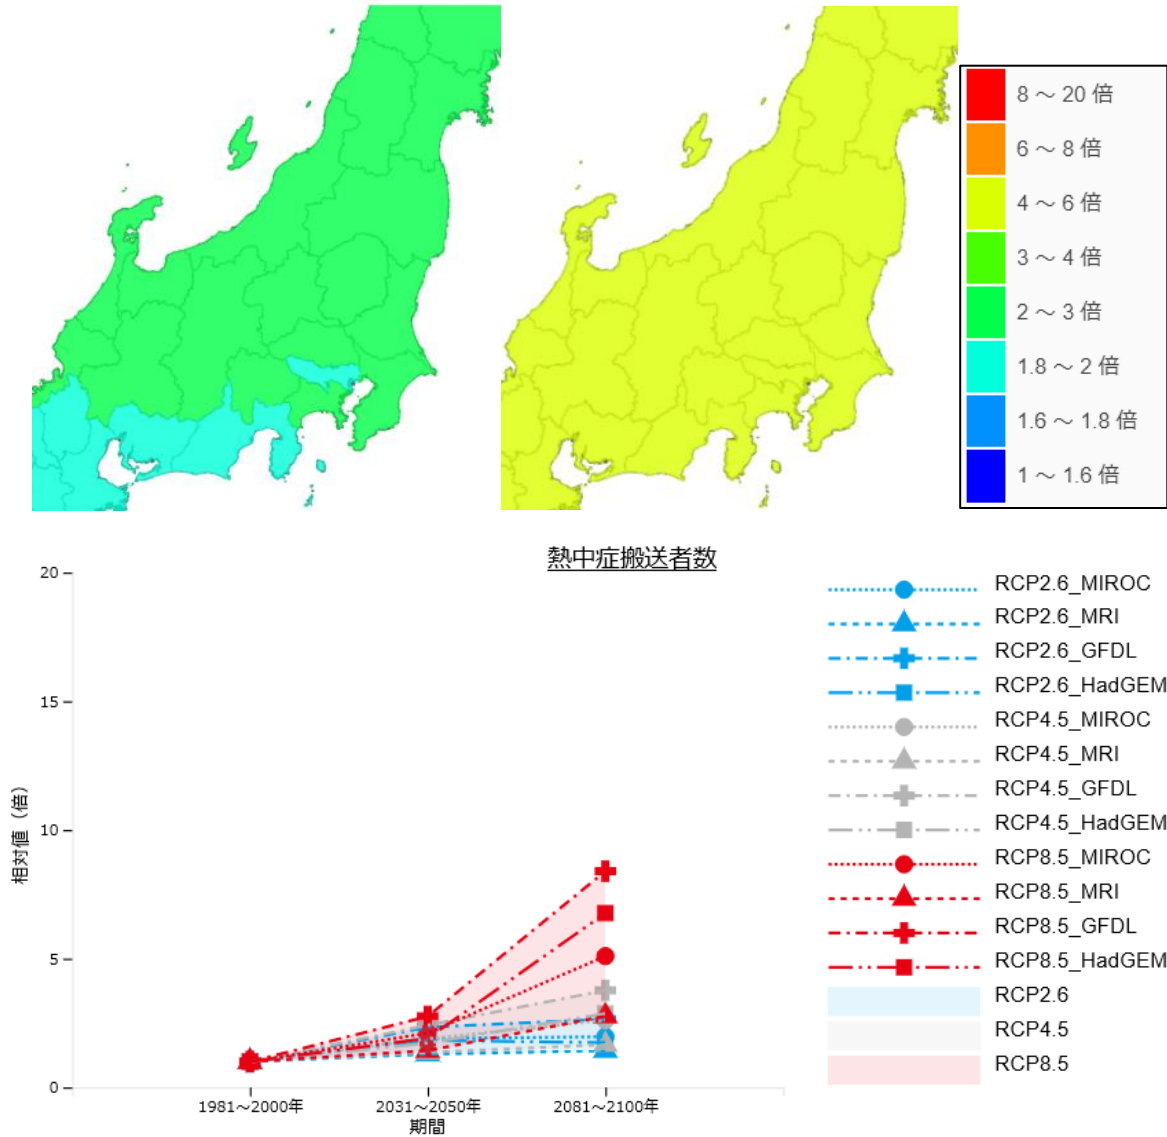 8 ～ 20 倍
6 ～ 8 倍
4 ～ 6 倍
3 ～ 4 倍
2 ～ 3 倍
1.8 ～ 2 倍
1.6 ～ 1.8 倍
1 ～ 1.6 倍
熱中症搬送者数
20
15
10
5
0
相対値（倍）
1981～2000年
2031～2050年
2081～2100年
期間
RCP2.6_MIROC
RCP2.6_MRI
RCP2.6_GFDL
RCP2.6_HadGEM
RCP4.5_MIROC
RCP4.5_MRI
RCP4.5_GFDL
RCP4.5_HadGEM
RCP8.5_MIROC
RCP8.5_MRI
RCP8.5_GFDL
RCP8.5_HadGEM
RCP2.6
RCP4.5
RCP8.5